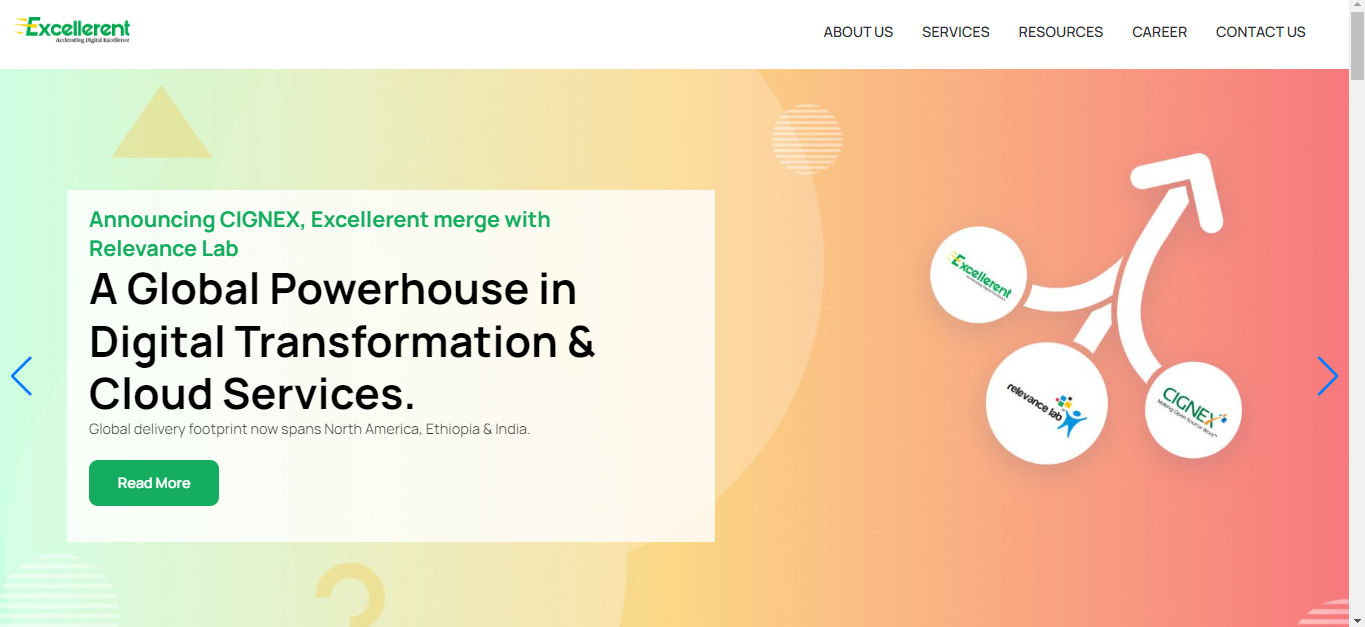 Excellerent
Acclerating Digital Excellence
ABOUT US SERVICES RESOURCES CAREER CONTACT US
Announcing CIGNEX, Excellerent merge with
Relevance Lab
A Global Powerhouse in
Digital Transformation &
Cloud Services.
Global delivery footprint now spans North America, Ethiopia & India.
Read More
Excellerent
relevance lab
CIGNEX
Making Open Source Work™